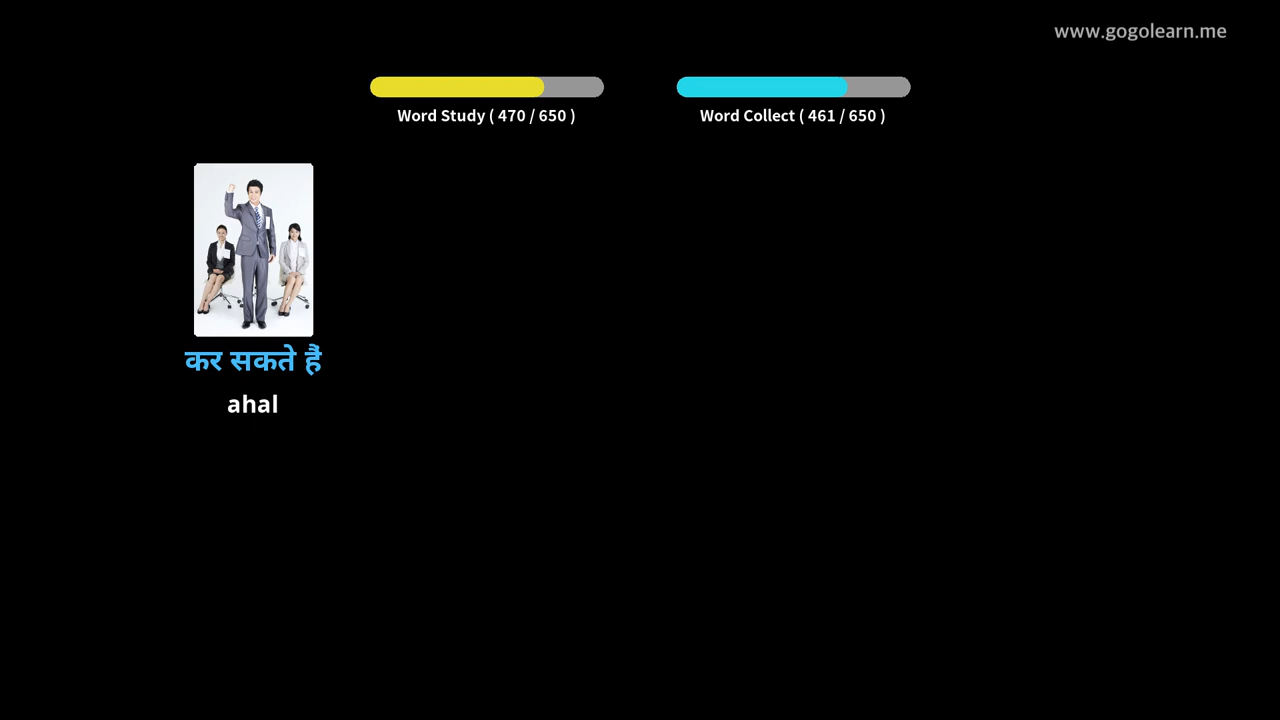 www.gogolearn.me
Word Study ( 470 / 650 )
Word Collect ( 461 / 650 )
कर सकते हैं
ahal